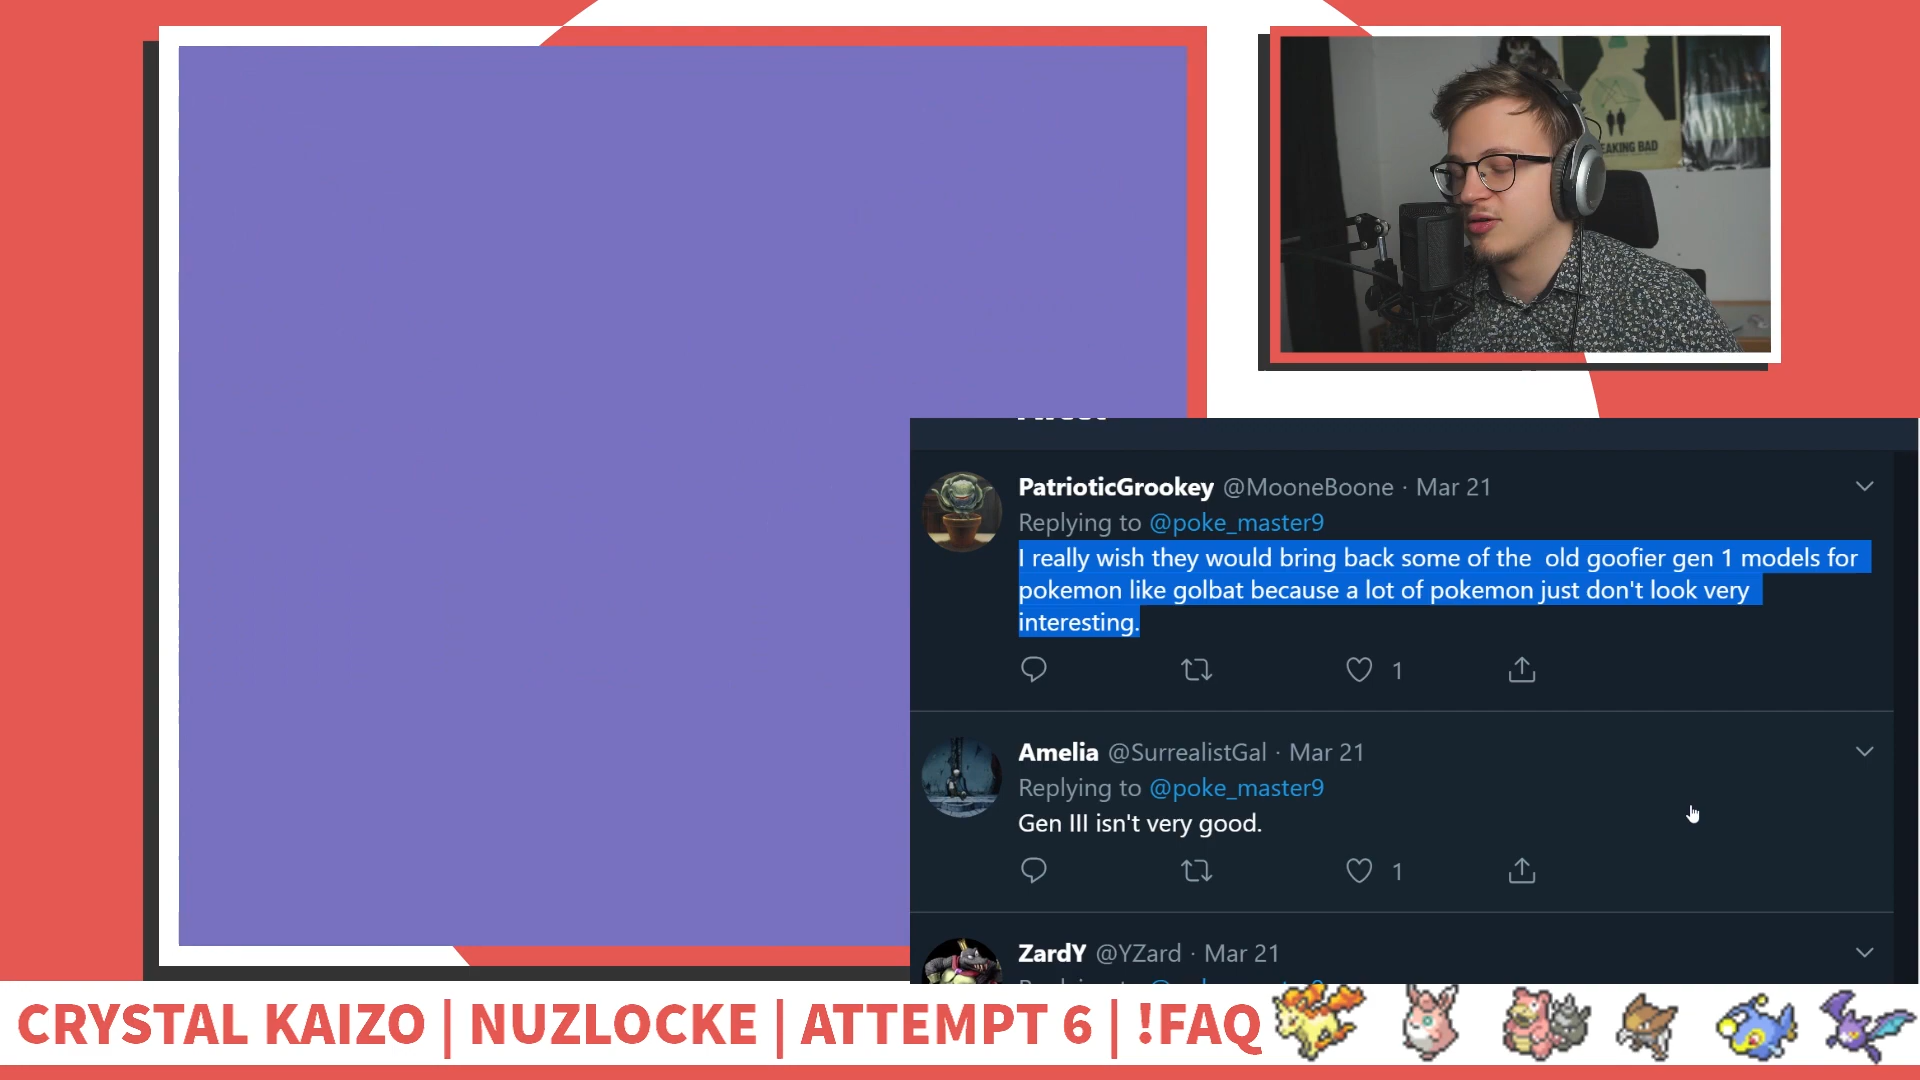 EAKING BAD
PatrioticGrookey @MooneBoone · Mar 21
Replying to @poke_master9
I really wish they would bring back some of the  old goofier gen 1 models for
pokemon like golbat because a lot of pokemon just don't look very
interesting.
1
Amelia @SurrealistGal · Mar 21
Replying to @poke_master9
Gen III isn't very good.
1
ZardY @YZard · Mar 21
CRYSTAL KAIZO | NUZLOCKE | ATTEMPT 6 | !FAQ